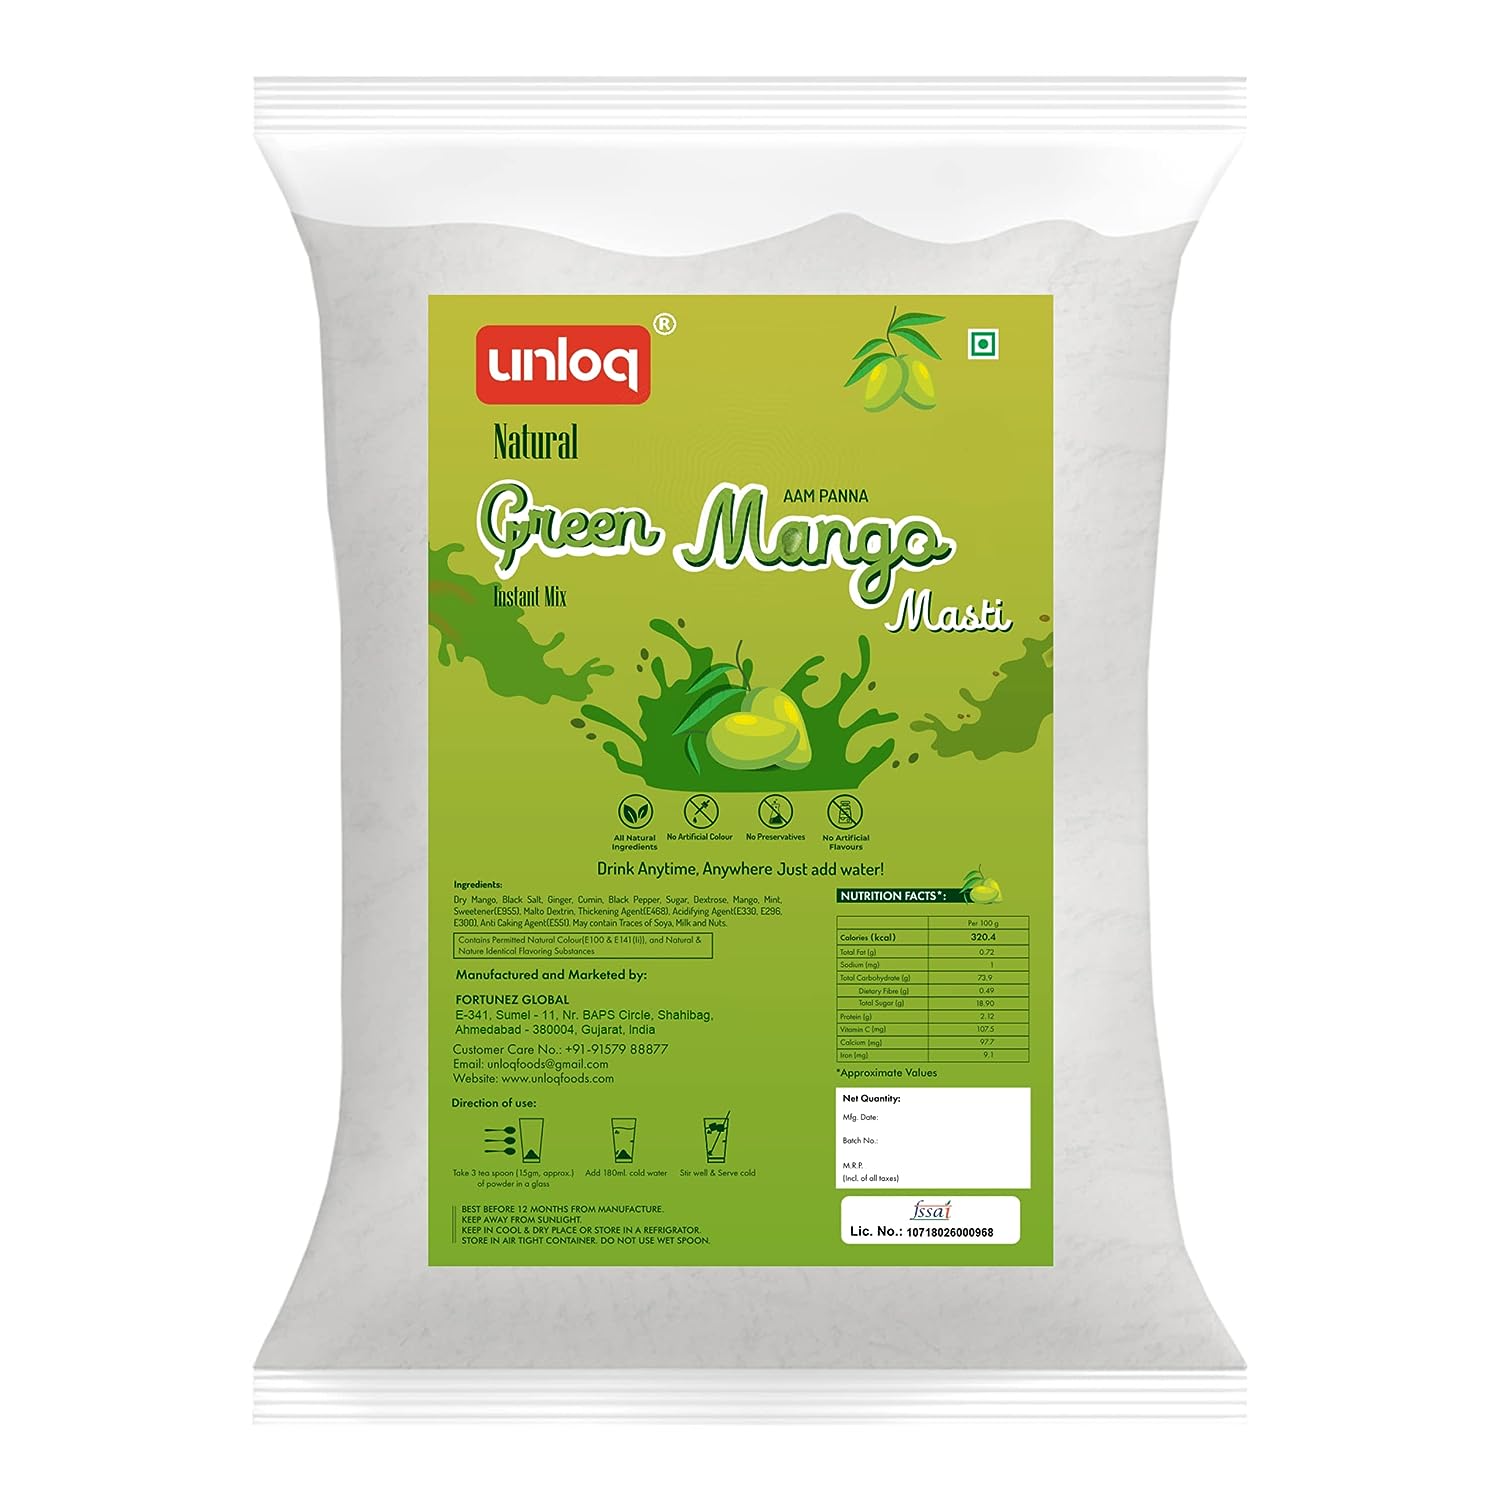 unloq ®
Natural
AAM PANNA
Green Mango
Instant Mix
Masti
All Natural
Ingredients
No Artificial Colour
No Preservatives
No Artificial
Flavours
Drink Anytime, Anywhere Just add water!
Ingredients:
Dry Mango, Black Salt, Ginger, Cumin, Black Pepper, Sugar, Dextrose, Mango, Mint,
Sweetener(E955), Malto Dextrin, Thickening Agent(E468), Acidifying Agent(E330, E296,
E300), Anti Caking Agent(E551). May contain Traces of Soya, Milk and Nuts.
Contains Permitted Natural Colour(E100 & E141(Ii)), and Natural &
Nature Identical Flavoring Substances
Manufactured and Marketed by:
FORTUNEZ GLOBAL
E-341, Sumel - 11, Nr. BAPS Circle, Shahibag,
Ahmedabad - 380004, Gujarat, India
Customer Care No.: +91-91579 88877
Email: unloqfoods@gmail.com
Website: www.unloqfoods.com
Direction of use:
Take 3 tea spoon (15gm, approx.)
of powder in a glass
Add 180ml. cold water
Stir well & Serve cold
BEST BEFORE 12 MONTHS FROM MANUFACTURE.
KEEP AWAY FROM SUNLIGHT.
KEEP IN COOL & DRY PLACE OR STORE IN A REFRIGRATOR.
STORE IN AIR TIGHT CONTAINER. DO NOT USE WET SPOON.
NUTRITION FACTS*:
Per 100 g
Calories (kcal) 320.4
Total Fat (g) 0.72
Sodium (mg) 1
Total Carbohydrate (g) 73.9
Dietary Fibre (g) 0.49
Total Sugar (g) 18.90
Protein (g) 2.12
Vitamin C (mg) 107.5
Calcium (mg) 97.7
Iron (mg) 9.1
*Approximate Values
Net Quantity:
Mfg. Date:
Batch No.:
M.R.P.
(Incl. of all taxes)
fssai
Lic. No.: 10718026000968